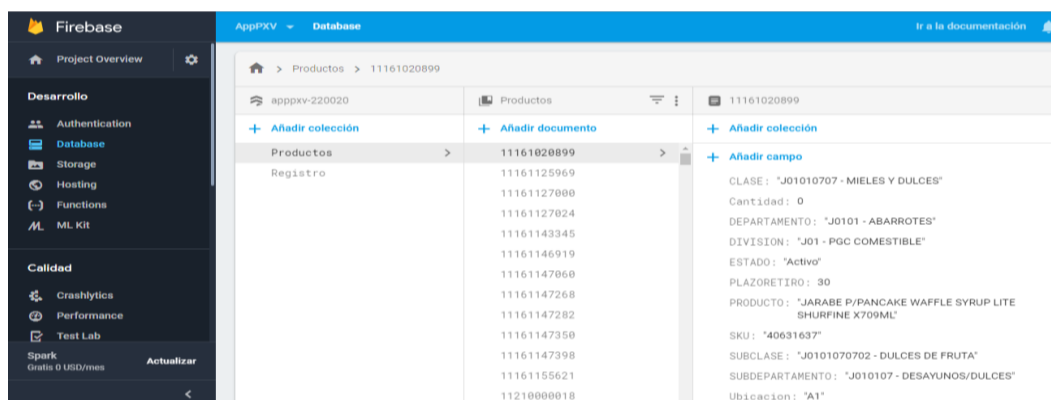 Firebase
AppPXV Database Ir a la documentación
Project Overview
> Productos > 11161020899
Desarrollo
apppxv-220020
Productos
11161020899
Authentication
+ Añadir colección
+ Añadir documento
+ Añadir colección
Database
Productos >
11161020899 >
+ Añadir campo
Storage
Registro
11161125969
CLASE: "J01010707 - MIELES Y DULCES"
Hosting
11161127000
Cantidad: 0
Functions
11161127024
DEPARTAMENTO: "J0101 - ABARROTES"
ML Kit
11161143345
DIVISION: "J01 - PGC COMESTIBLE"
11161146919
ESTADO: "Activo"
Calidad
11161147060
PLAZORETIRO: 30
Crashlytics
11161147268
PRODUCTO: "JARABE P/PANCAKE WAFFLE SYRUP LITE
Performance
11161147282
SHURFINE X709ML"
Test Lab
11161147350
SKU: "40631637"
Spark
Gratis 0 USD/mes
Actualizar
11161147398
SUBCLASE: "J0101070702 - DULCES DE FRUTA"
11161155621
SUBDEPARTAMENTO: "J010107 - DESAYUNOS/DULCES"
11210000018
Ubicacion: "A1"